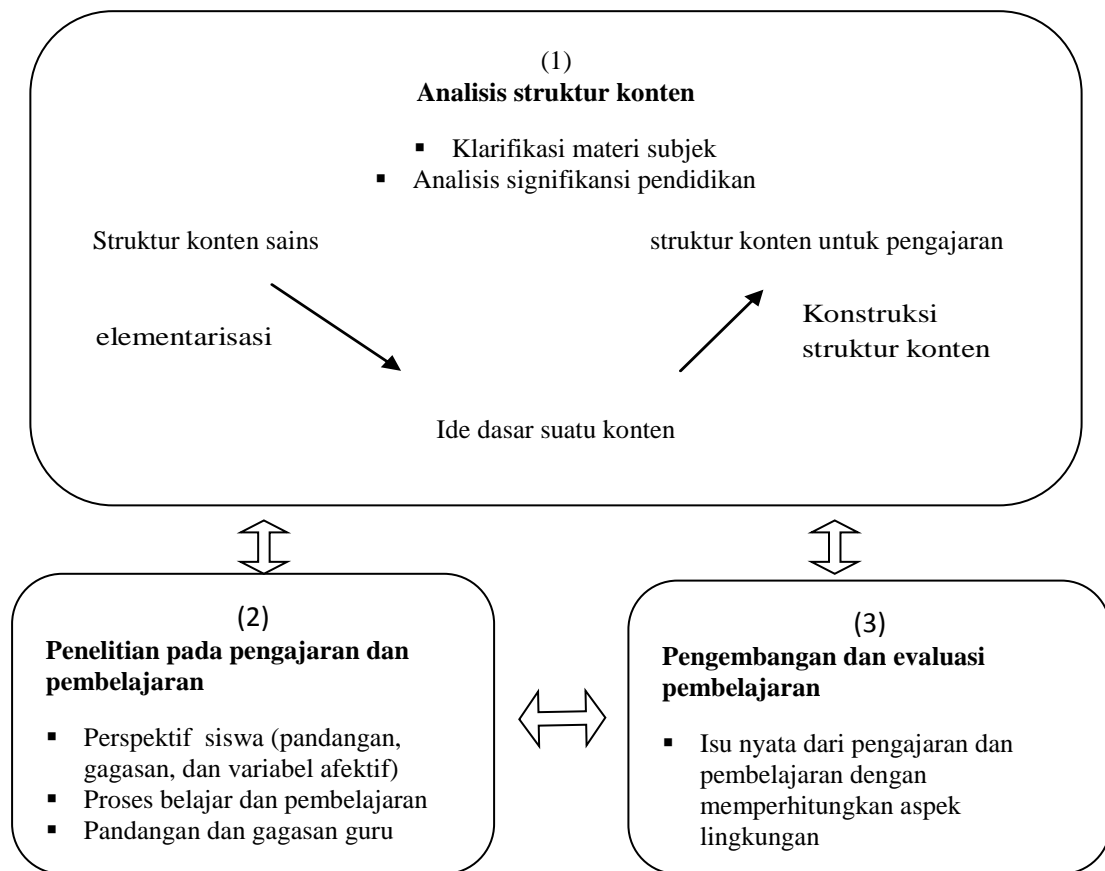 (1)
Analisis struktur konten
▪ Klarifikasi materi subjek
▪ Analisis signifikansi pendidikan
Struktur konten sains
struktur konten untuk pengajaran
elementarisasi
Konstruksi
struktur konten
Ide dasar suatu konten
(2)
Penelitian pada pengajaran dan
pembelajaran
▪ Perspektif siswa (pandangan,
gagasan, dan variabel afektif)
▪ Proses belajar dan pembelajaran
▪ Pandangan dan gagasan guru
(3)
Pengembangan dan evaluasi
pembelajaran
▪ Isu nyata dari pengajaran dan
pembelajaran dengan
memperhitungkan aspek
lingkungan